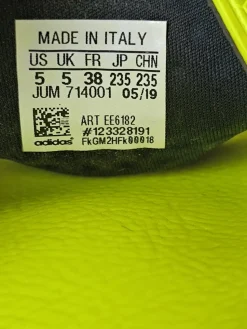 MADE IN ITALY
US UK FR JP CHN
5 5 38 235 235
JUM 714001 05/19
ART EE6182
#123328191
adidas FkGM2HFk00018